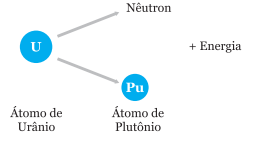 Nêutron
U
+ Energia
Pu
Átomo de
Urânio
Átomo de
Plutônio